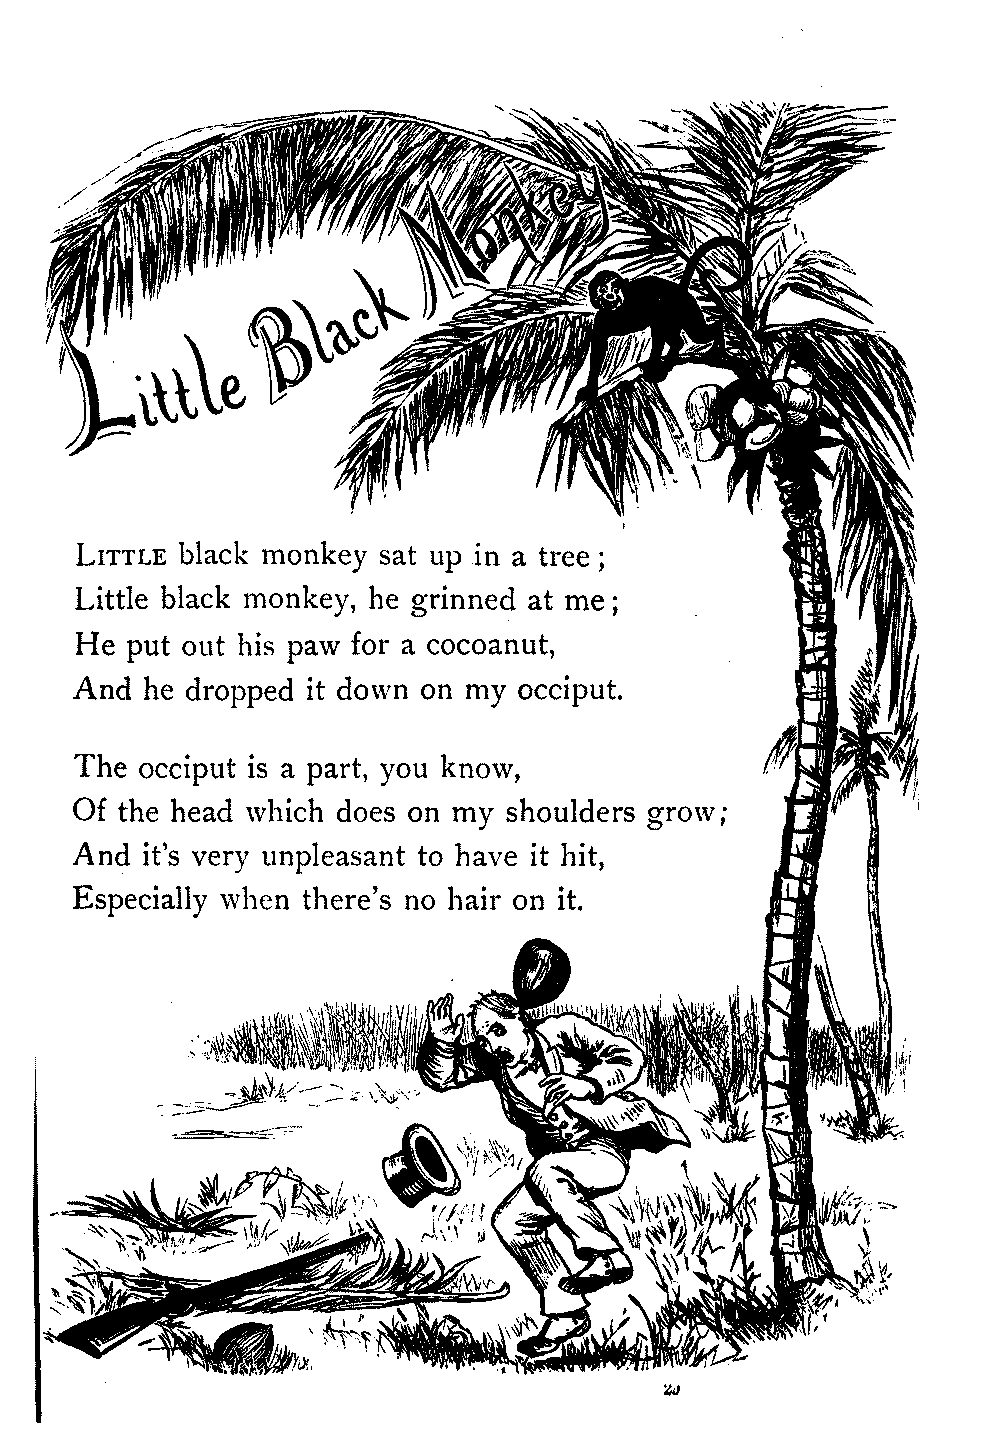 Little Black Monkey
LITTLE black monkey sat up in a tree;
Little black monkey, he grinned at me;
He put out his paw for a cocoanut,
And he dropped it down on my occiput.
The occiput is a part, you know,
Of the head which does on my shoulders grow;
And it's very unpleasant to have it hit,
Especially when there's no hair on it.